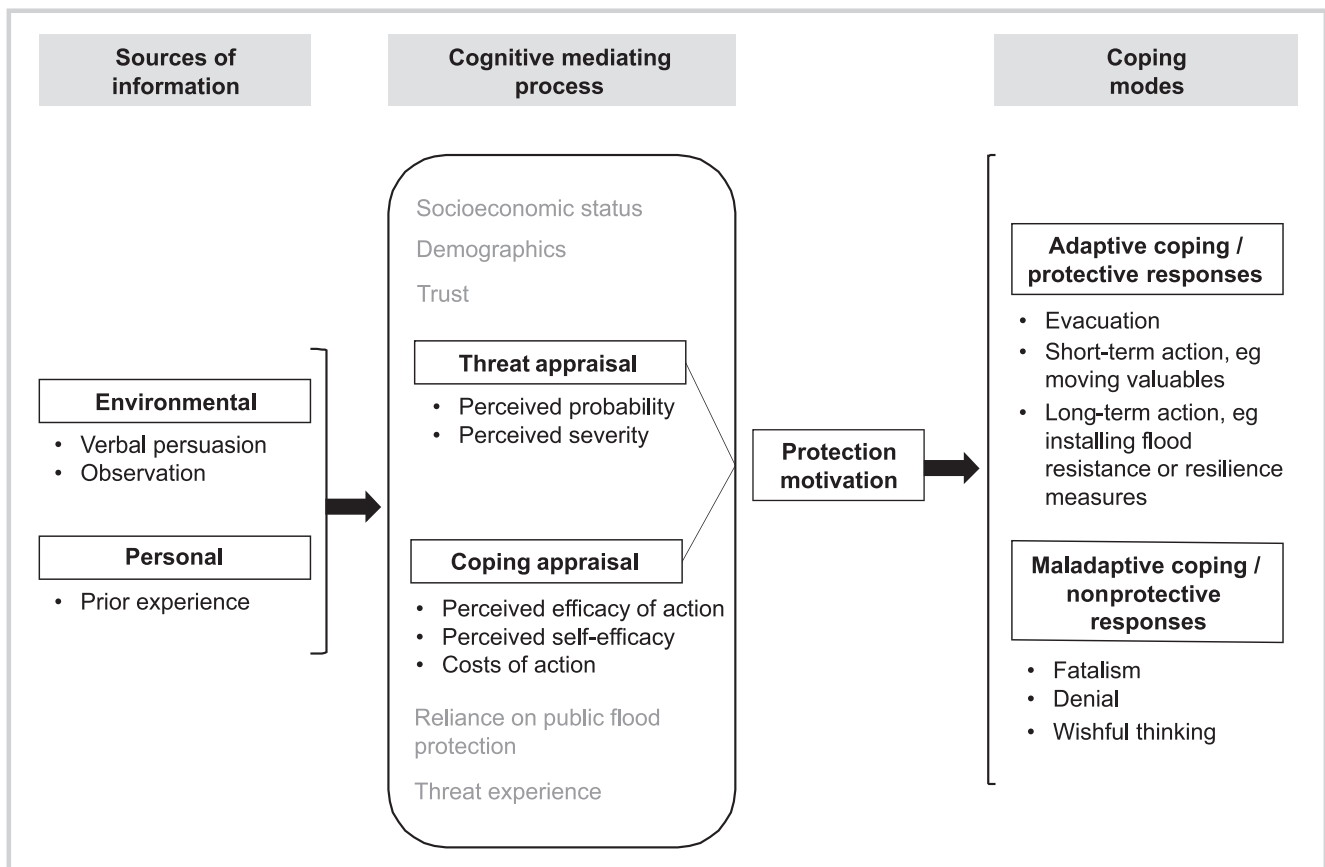 Sources of
information
Cognitive mediating
process
Coping
modes
Environmental
• Verbal persuasion
• Observation
Personal
• Prior experience
Socioeconomic status
Demographics
Trust
Threat appraisal
• Perceived probability
• Perceived severity
Coping appraisal
• Perceived efficacy of action
• Perceived self-efficacy
• Costs of action
Reliance on public flood
protection
Threat experience
Protection
motivation
Adaptive coping /
protective responses
• Evacuation
• Short-term action, eg
moving valuables
• Long-term action, eg
installing flood
resistance or resilience
measures
Maladaptive coping /
nonprotective
responses
• Fatalism
• Denial
• Wishful thinking